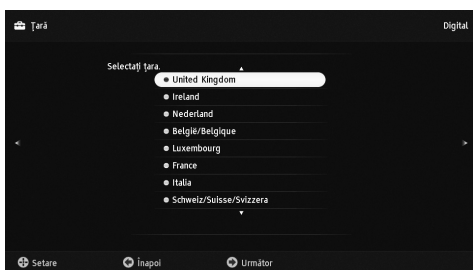 Țară
Digital
Selectați țara.
United Kingdom
Ireland
Nederland
België/Belgique
Luxembourg
France
Italia
Schweiz/Suisse/Svizzera
Setare
Înapoi
Următor